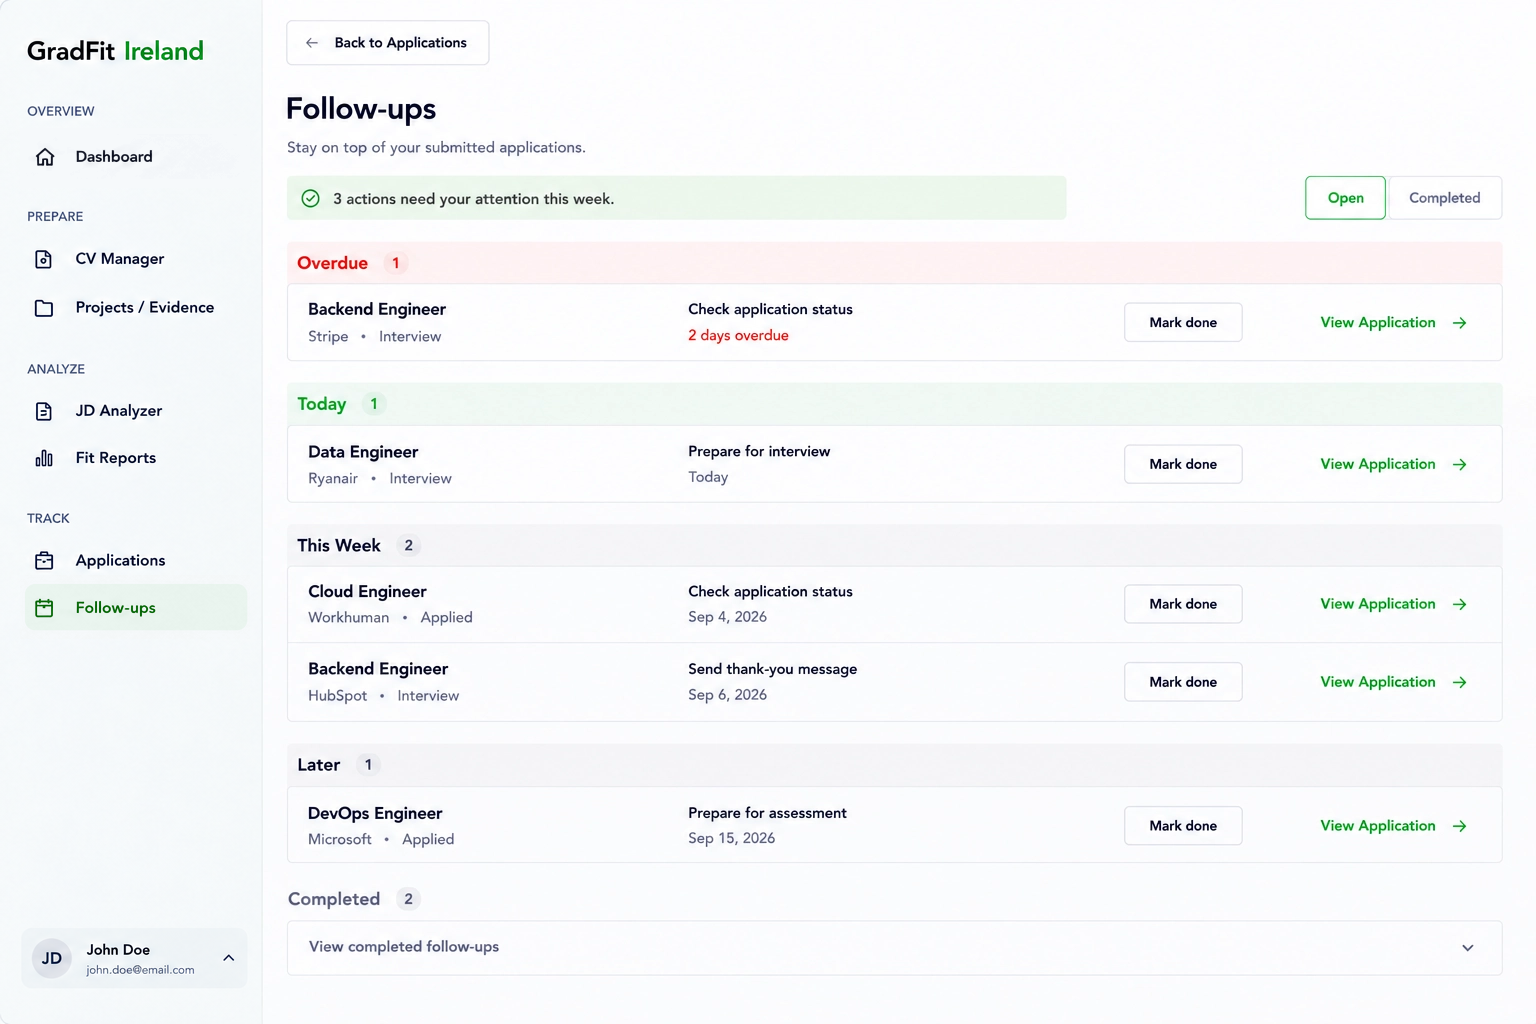 GradFit Ireland
OVERVIEW
Dashboard
PREPARE
CV Manager
Projects / Evidence
ANALYZE
JD Analyzer
Fit Reports
TRACK
Applications
Follow-ups
JD
John Doe
john.doe@email.com
← Back to Applications
Follow-ups
Stay on top of your submitted applications.
3 actions need your attention this week.
Open
Completed
Overdue 1
Backend Engineer
Stripe • Interview
Check application status
2 days overdue
Mark done
View Application →
Today 1
Data Engineer
Ryanair • Interview
Prepare for interview
Today
Mark done
View Application →
This Week 2
Cloud Engineer
Workhuman • Applied
Check application status
Sep 4, 2026
Mark done
View Application →
Backend Engineer
HubSpot • Interview
Send thank-you message
Sep 6, 2026
Mark done
View Application →
Later 1
DevOps Engineer
Microsoft • Applied
Prepare for assessment
Sep 15, 2026
Mark done
View Application →
Completed 2
View completed follow-ups